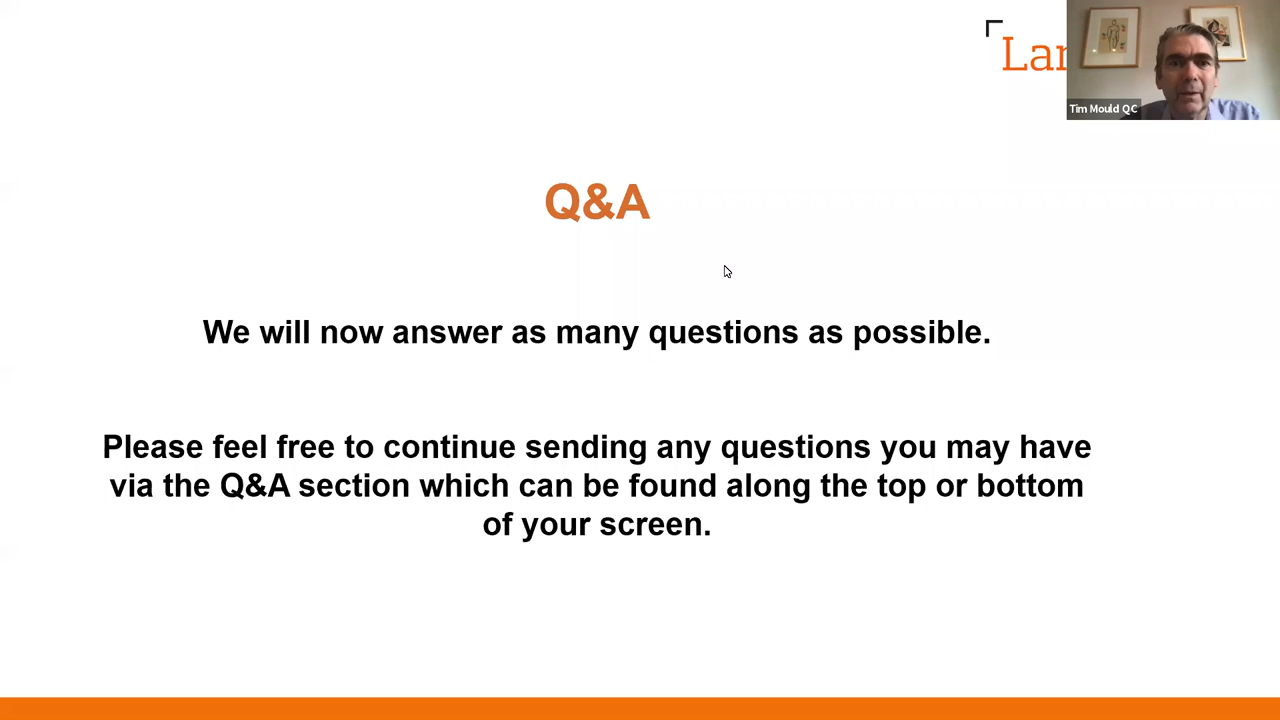 Lan
Tim Mould QC
Q&A
We will now answer as many questions as possible.
Please feel free to continue sending any questions you may have
via the Q&A section which can be found along the top or bottom
of your screen.